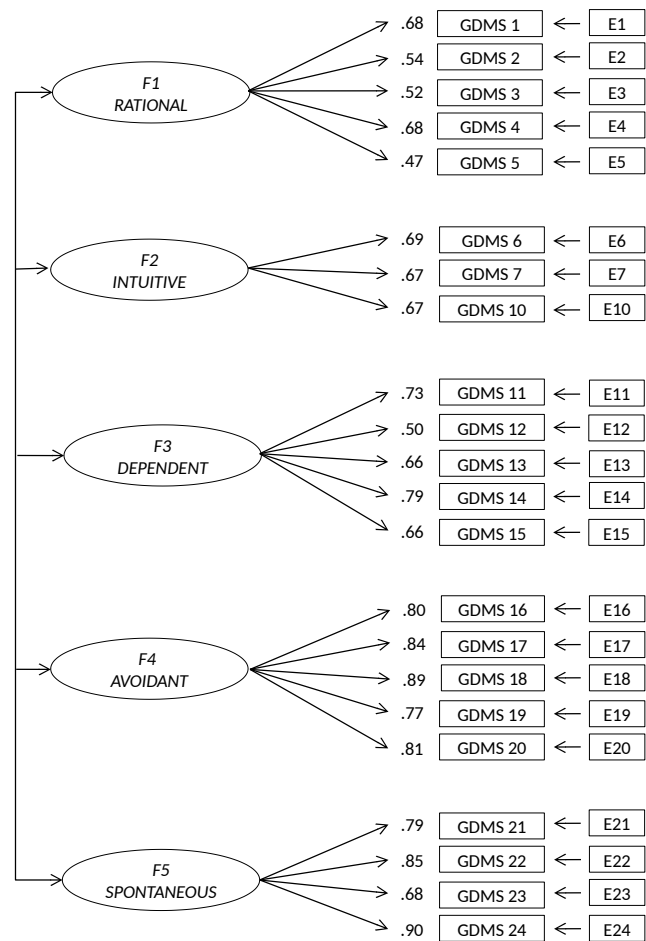 .68 GDMS 1 E1
F1 .54 GDMS 2 E2
RATIONAL .52 GDMS 3 E3
.68 GDMS 4 E4
.47 GDMS 5 E5
.69 GDMS 6 E6
F2 .67 GDMS 7 E7
INTUITIVE .67 GDMS 10 E10
.73 GDMS 11 E11
.50 GDMS 12 E12
F3 .66 GDMS 13 E13
DEPENDENT .79 GDMS 14 E14
.66 GDMS 15 E15
.80 GDMS 16 E16
F4 .84 GDMS 17 E17
AVOIDANT .89 GDMS 18 E18
.77 GDMS 19 E19
.81 GDMS 20 E20
.79 GDMS 21 E21
F5 .85 GDMS 22 E22
SPONTANEOUS .68 GDMS 23 E23
.90 GDMS 24 E24